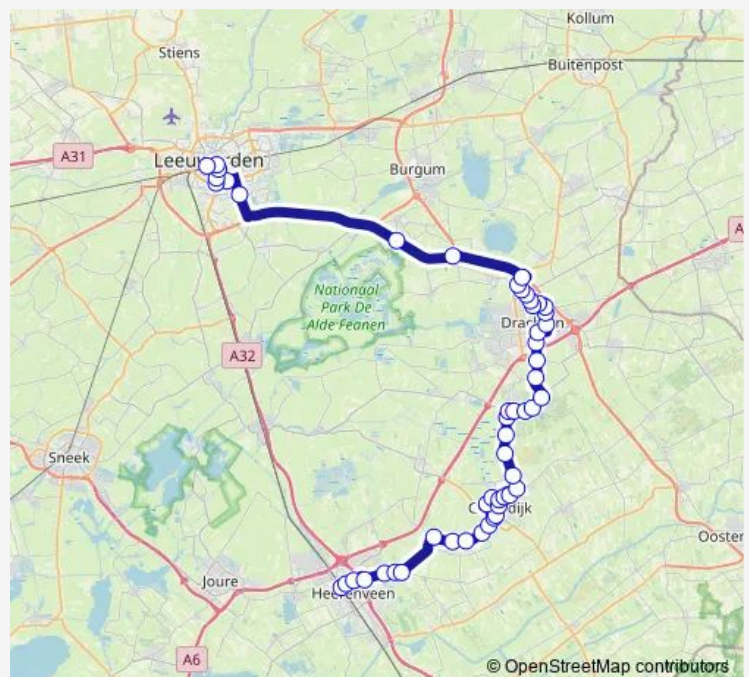 Kollum
Stiens
Buitenpost
A31
Leeuwarden
Burgum
A
Nationaal
Park De
Alde Feanen
Drachten
A32
Sneek
Ooster
Joure
Heerenveen
A6
© OpenStreetMap contributors